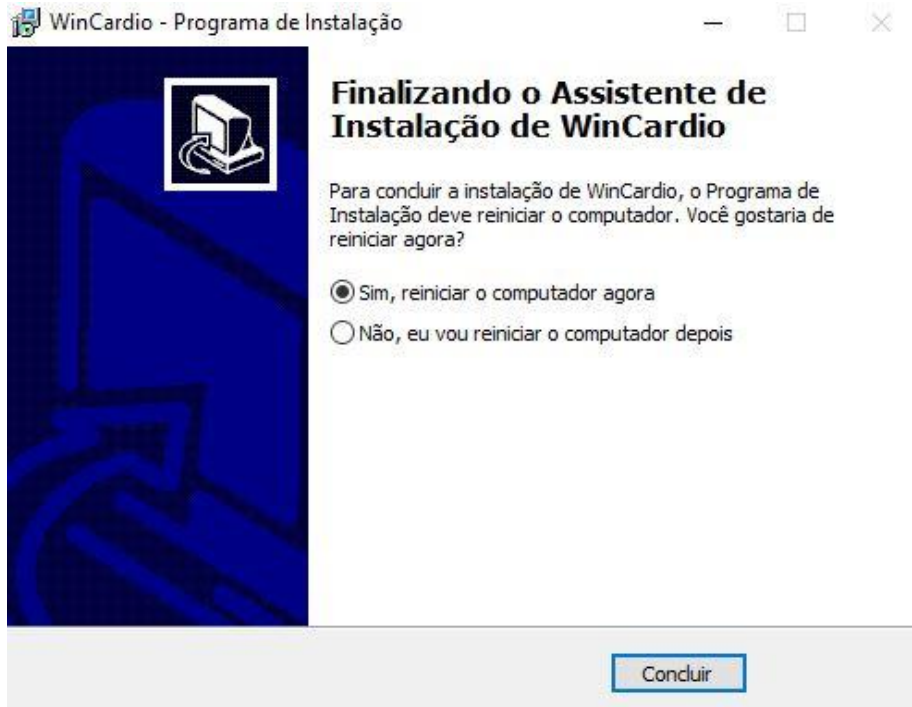 WinCardio - Programa de Instalação
Finalizando o Assistente de
Instalação de WinCardio
Para concluir a instalação de WinCardio, o Programa de
Instalação deve reiniciar o computador. Você gostaria de
reiniciar agora?
Sim, reiniciar o computador agora
Não, eu vou reiniciar o computador depois
Concluir